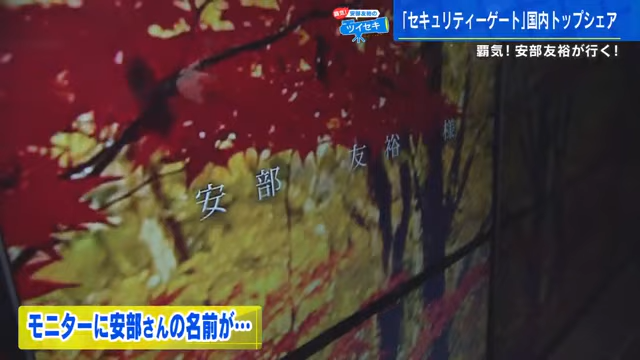 覇気!安部友裕の
ツイセキ
「セキュリティーゲート」国内トップシェア
覇気!安部友裕が行く!
安部 友裕 様
モニターに安部さんの名前が…